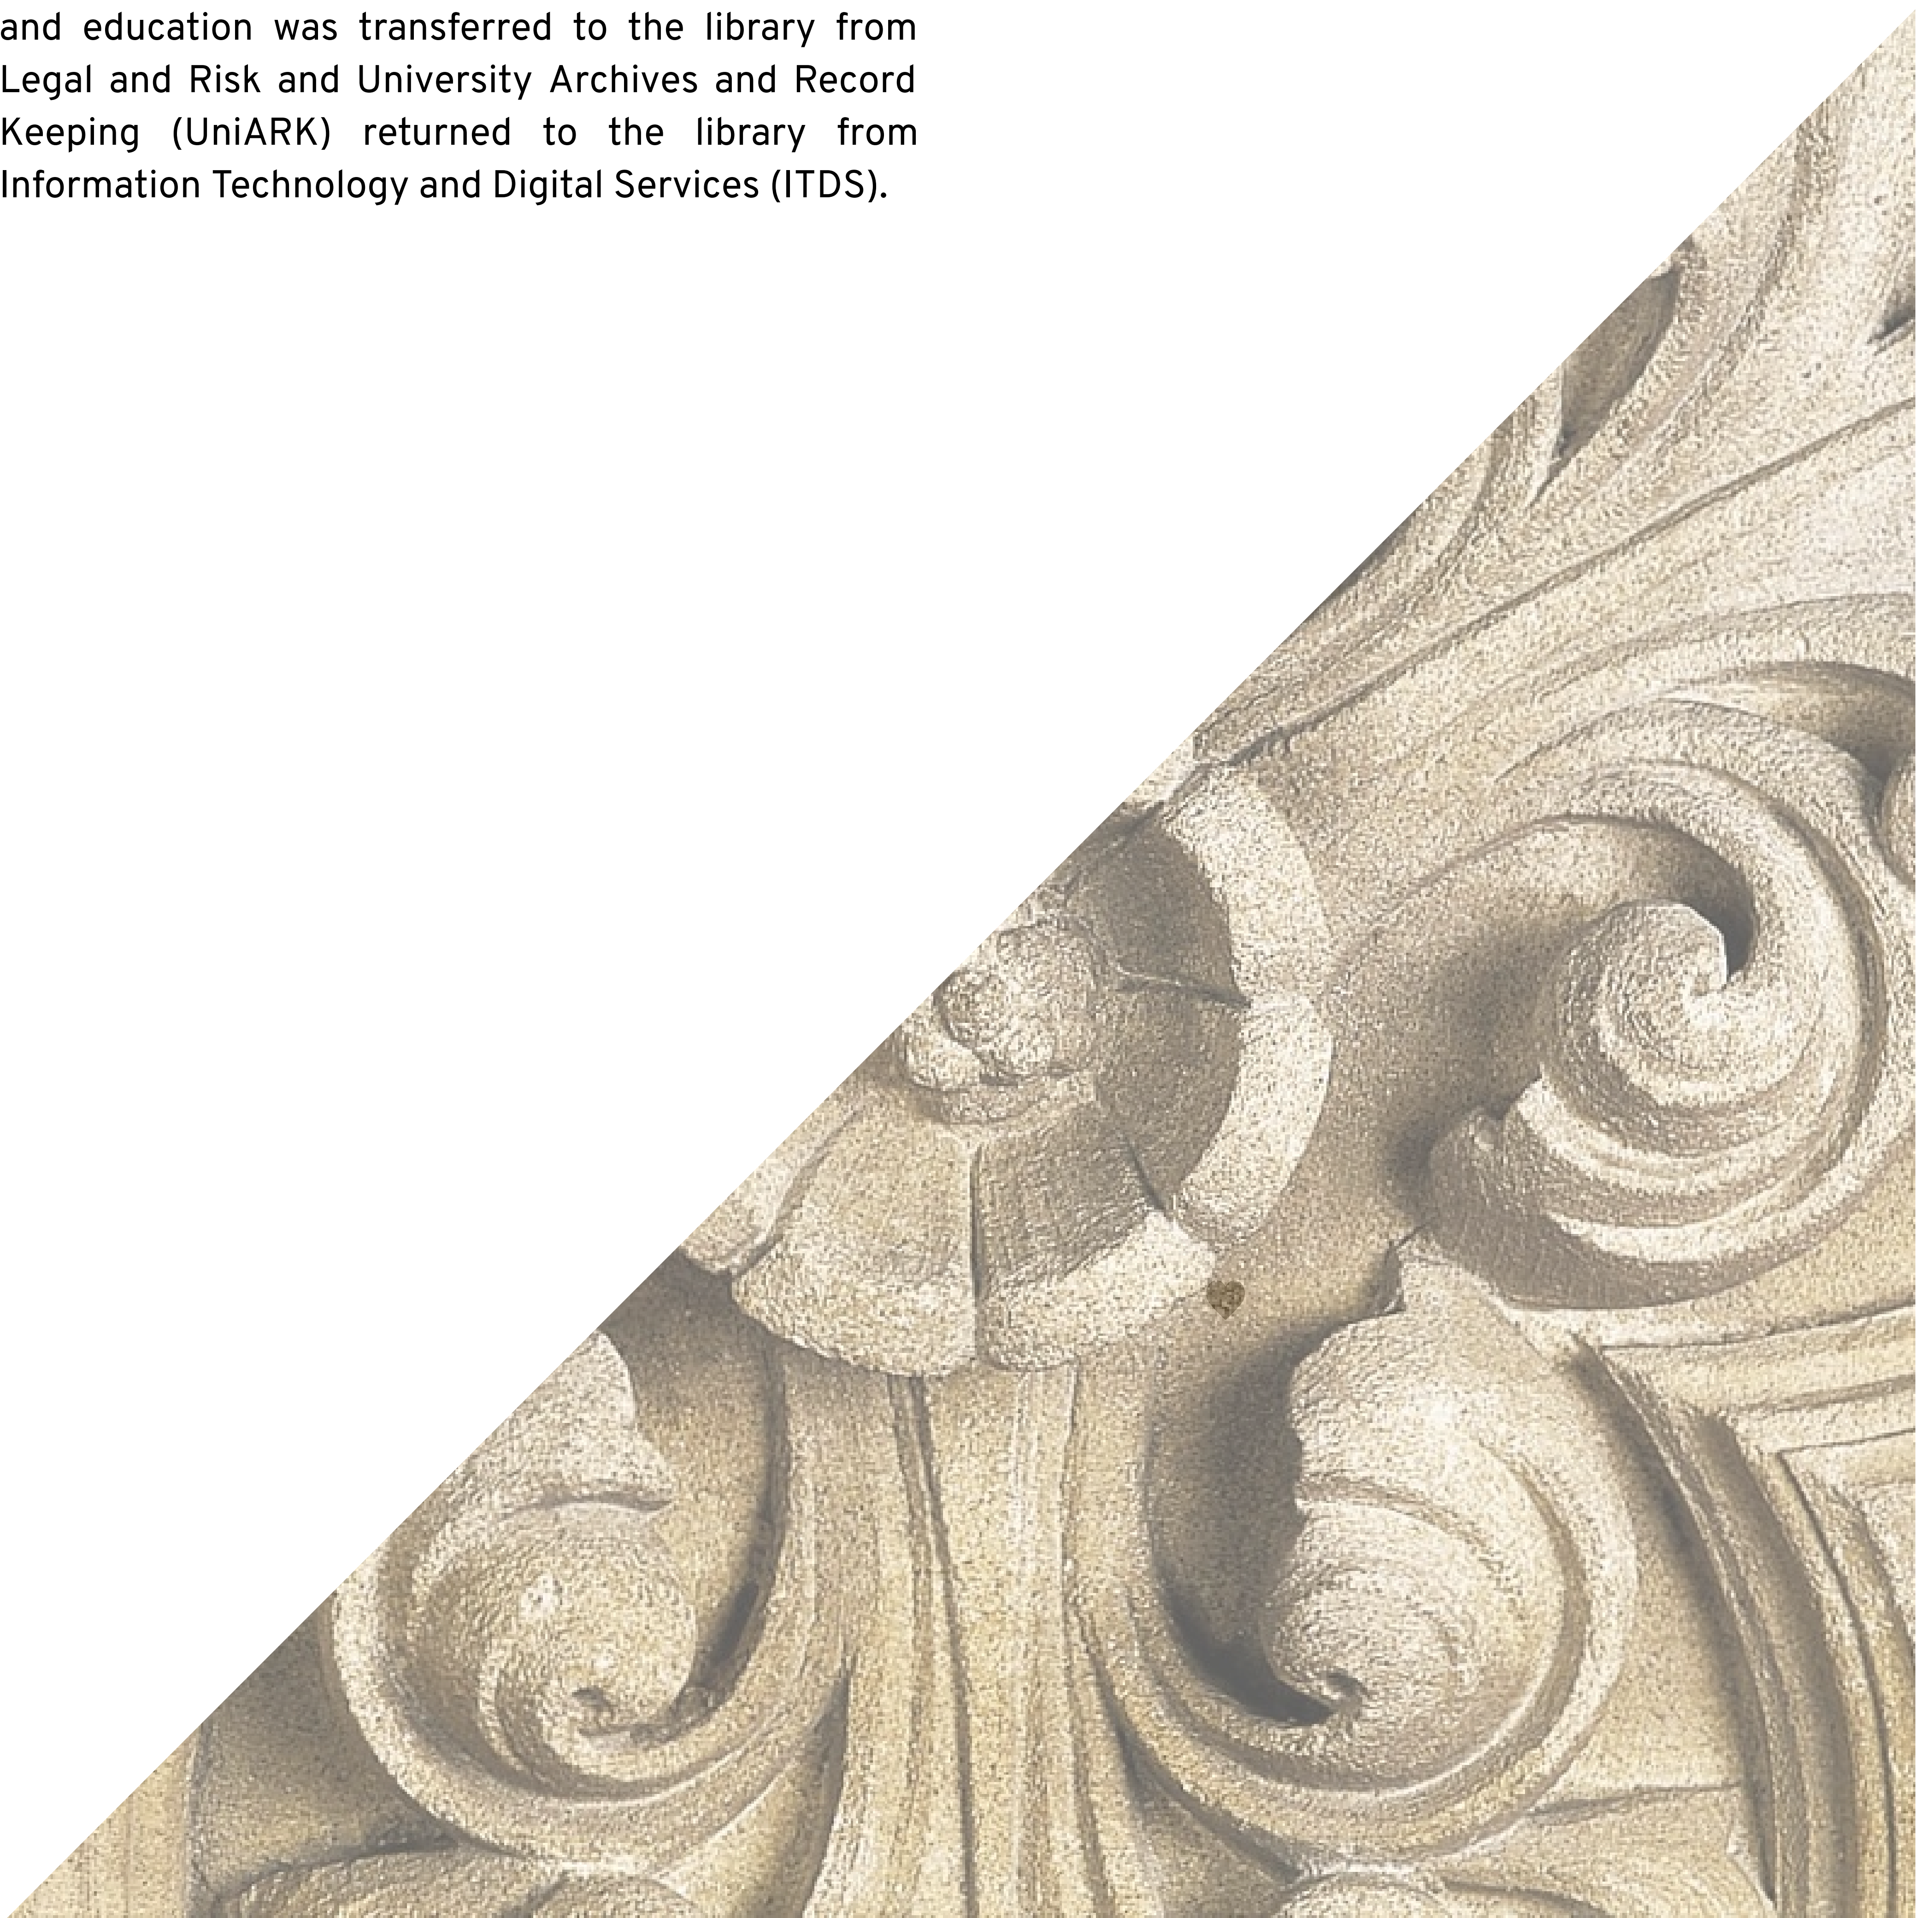 and education was transferred to the library from
Legal and Risk and University Archives and Record
Keeping (UniARK) returned to the library from
Information Technology and Digital Services (ITDS).